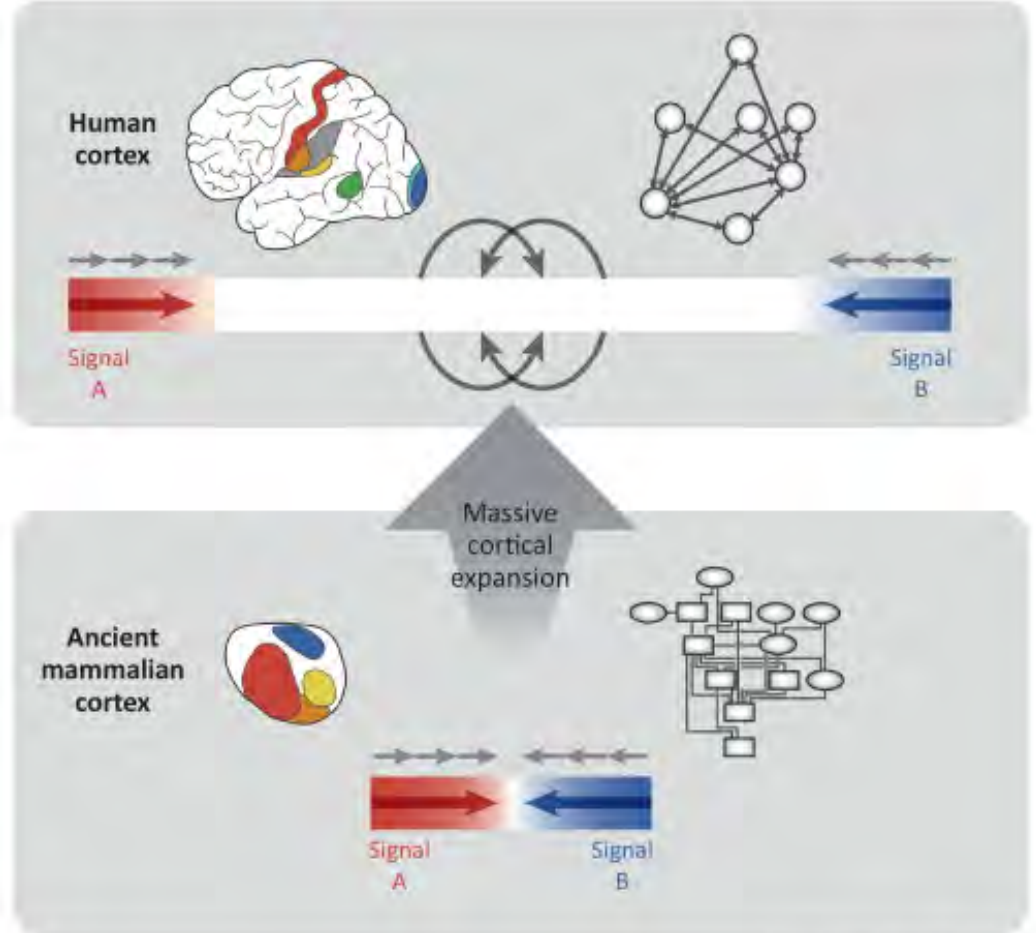 Human
cortex
Signal
A
Signal
B
Massive
cortical
expansion
Ancient
mammalian
cortex
Signal
A
Signal
B